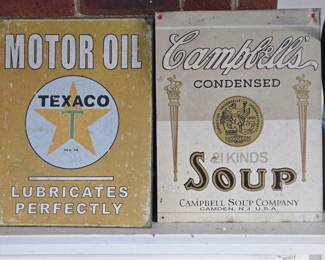 MOTOR OIL
TEXACO
T
LUBRICATES
PERFECTLY
Campbell's
CONDENSED
21 KINDS
SOUP
CAMPBELL SOUP COMPANY
CAMDEN, N.J. U.S.A.